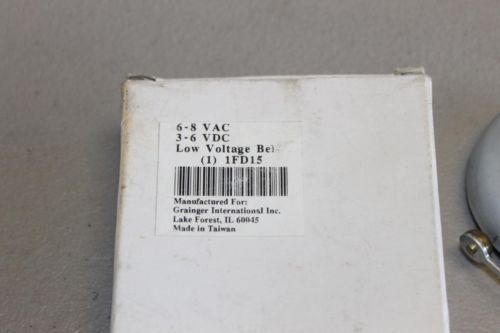 6-8 VAC
3-6 VDC
Low Voltage Bel
(1) 1FD15
Manufactured For:
Grainger International Inc.
Lake Forest, IL 60045
Made in Taiwan